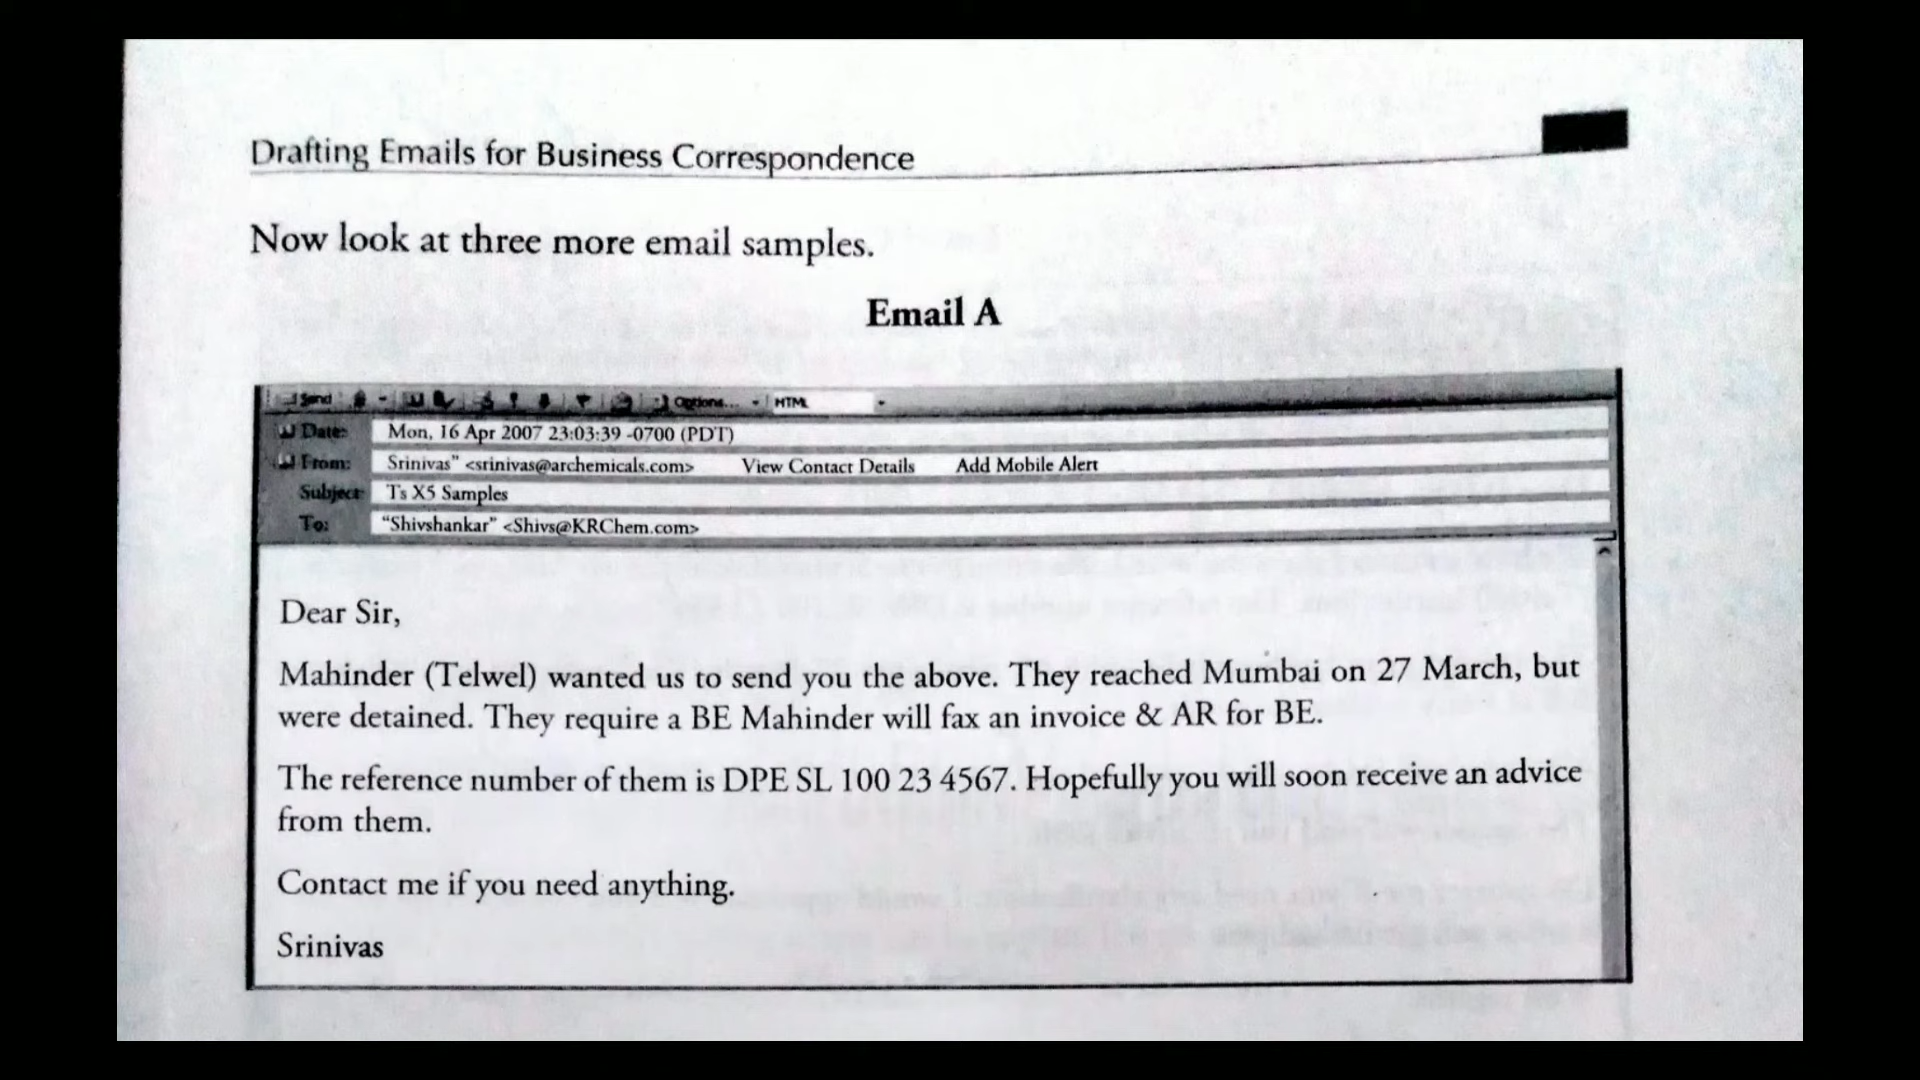 Drafting Emails for Business Correspondence
Now look at three more email samples.
Email A
Send Options... HTML
Date: Mon, 16 Apr 2007 23:03:39 -0700 (PDT)
From: Srinivas" <srinivas@archemicals.com> View Contact Details Add Mobile Alert
Subject: Ts X5 Samples
To: "Shivshankar" <Shivs@KRChem.com>
Dear Sir,
Mahinder (Telwel) wanted us to send you the above. They reached Mumbai on 27 March, but
were detained. They require a BE Mahinder will fax an invoice & AR for BE.
The reference number of them is DPE SL 100 23 4567. Hopefully you will soon receive an advice
from them.
Contact me if you need anything.
Srinivas